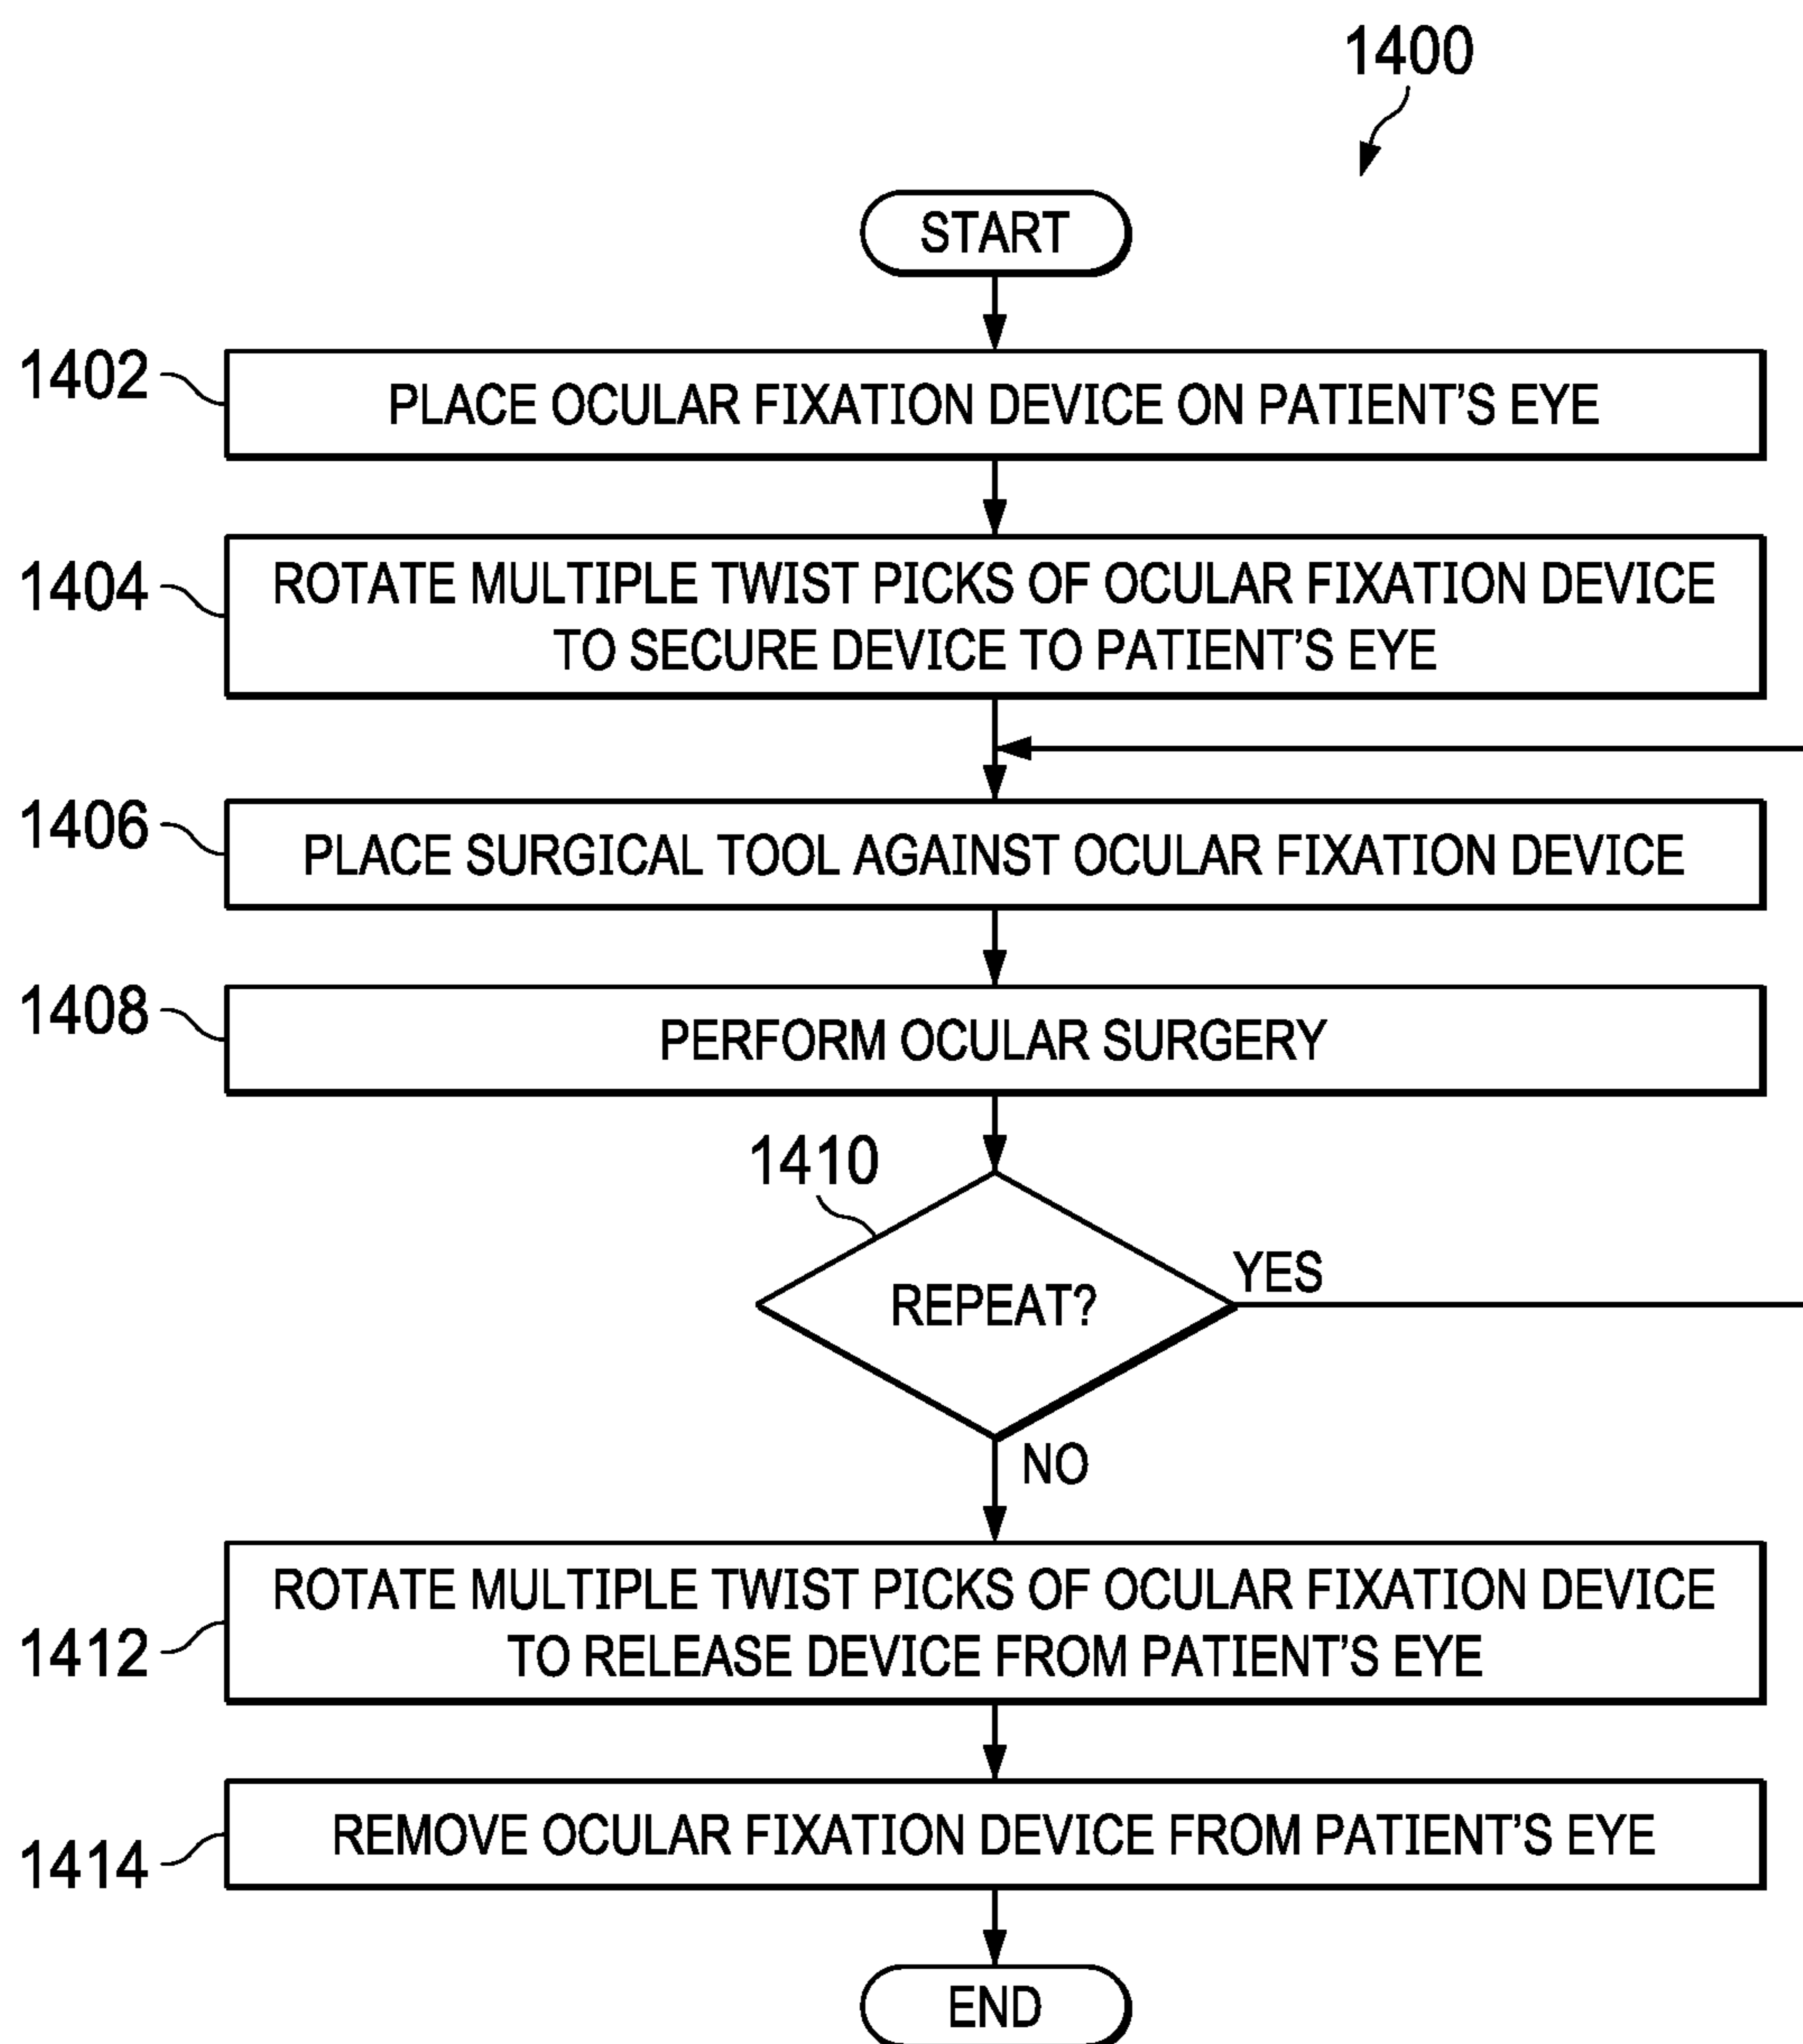 1400
START
1402
PLACE OCULAR FIXATION DEVICE ON PATIENT'S EYE
1404
ROTATE MULTIPLE TWIST PICKS OF OCULAR FIXATION DEVICE
TO SECURE DEVICE TO PATIENT'S EYE
1406
PLACE SURGICAL TOOL AGAINST OCULAR FIXATION DEVICE
1408
PERFORM OCULAR SURGERY
1410
REPEAT?
YES
NO
1412
ROTATE MULTIPLE TWIST PICKS OF OCULAR FIXATION DEVICE
TO RELEASE DEVICE FROM PATIENT'S EYE
1414
REMOVE OCULAR FIXATION DEVICE FROM PATIENT'S EYE
END